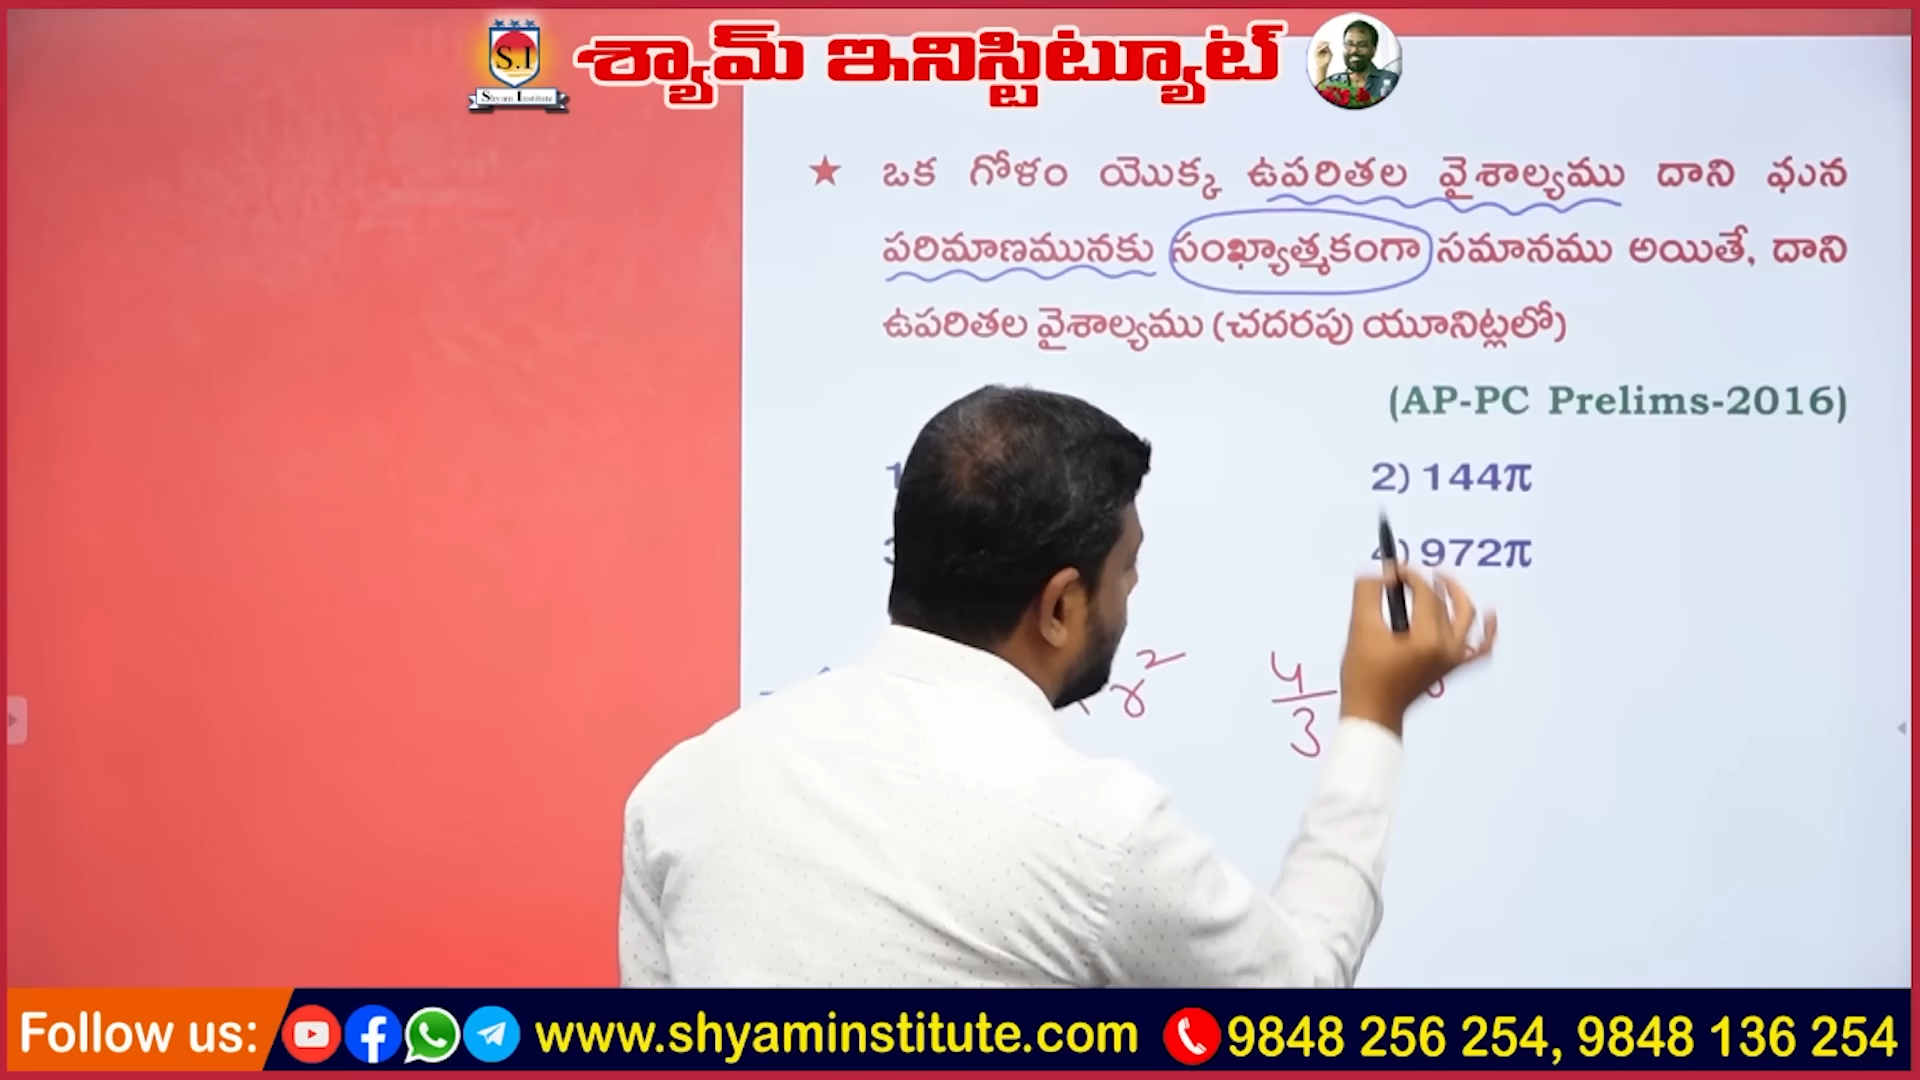 S.I
Shyam Institute
శ్యామ్ ఇనిస్టిట్యూట్
★ ఒక గోళం యొక్క ఉపరితల వైశాల్యము దాని ఘన
పరిమాణమునకు సంఖ్యాత్మకంగా సమానము అయితే, దాని
ఉపరితల వైశాల్యము (చదరపు యూనిట్లలో)
(AP-PC Prelims-2016)
2) 144π
4) 972π
r² 4/3
Follow us: www.shyaminstitute.com 9848 256 254, 9848 136 254